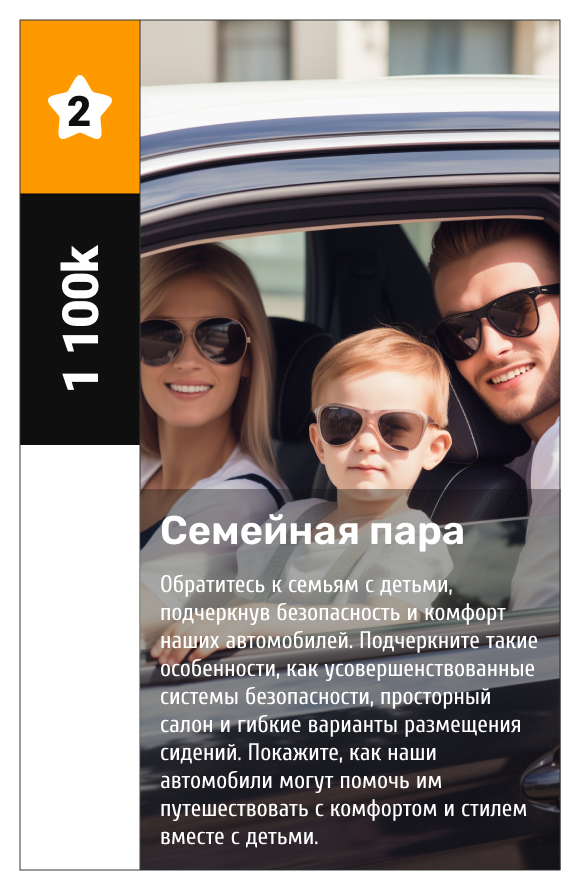 2
1 100k
Семейная пара
Обратитесь к семьям с детьми,
подчеркнув безопасность и комфорт
наших автомобилей. Подчеркните такие
особенности, как усовершенствованные
системы безопасности, просторный
салон и гибкие варианты размещения
сидений. Покажите, как наши
автомобили могут помочь им
путешествовать с комфортом и стилем
вместе с детьми.